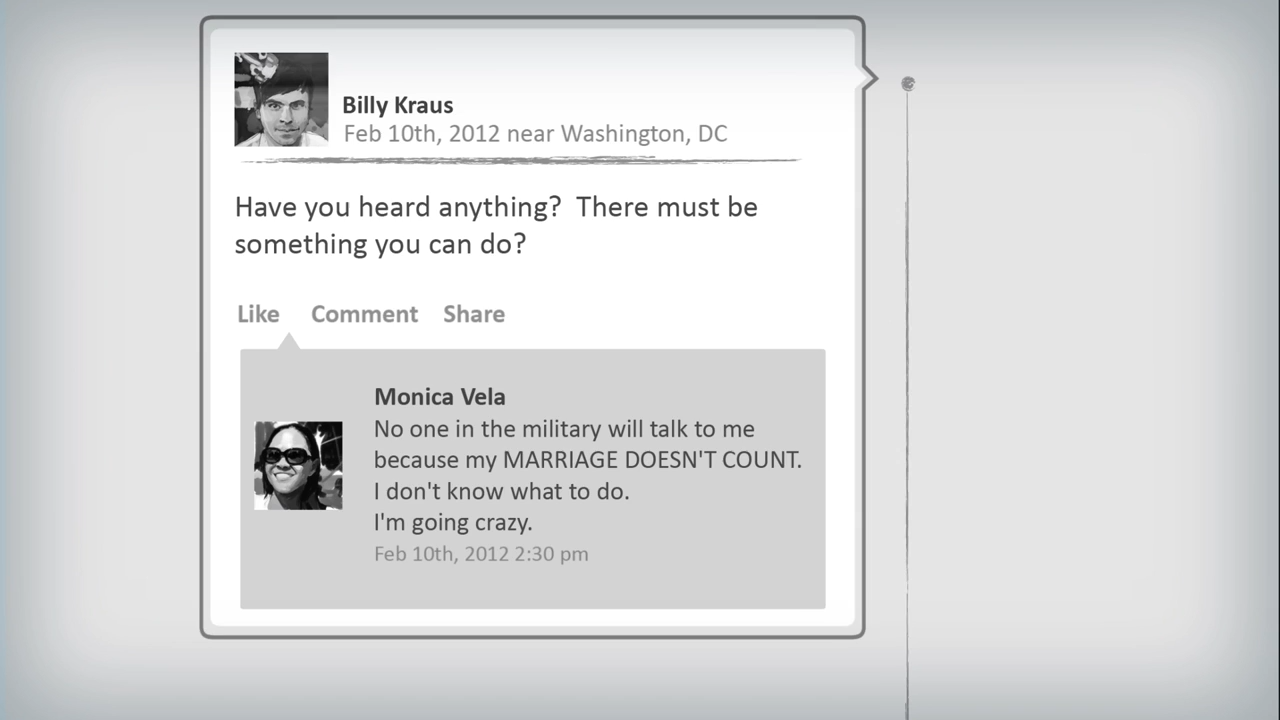 Billy Kraus
Feb 10th, 2012 near Washington, DC
Have you heard anything?  There must be
something you can do?
Like Comment Share
Monica Vela
No one in the military will talk to me
because my MARRIAGE DOESN'T COUNT.
I don't know what to do.
I'm going crazy.
Feb 10th, 2012 2:30 pm